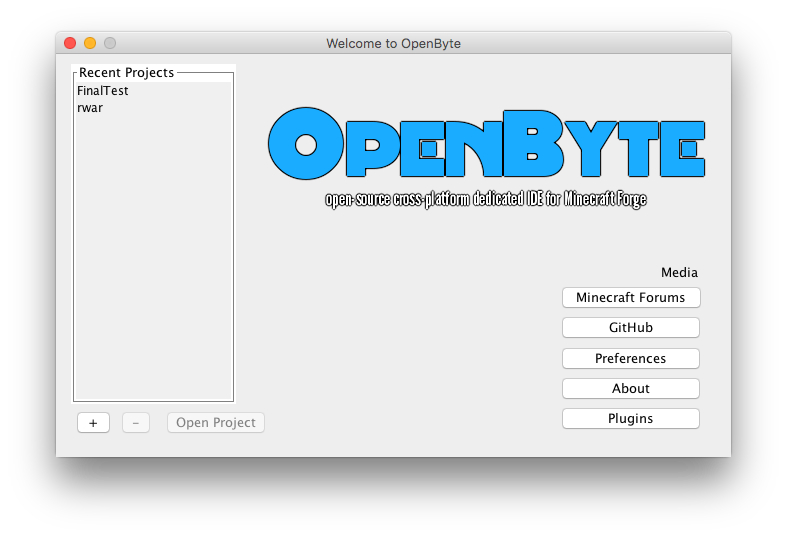 Welcome to OpenByte
Recent Projects
FinalTest
rwar
OpenByte
open-source cross-platform dedicated IDE for Minecraft Forge
Media
Minecraft Forums
GitHub
Preferences
About
Plugins
+ - Open Project